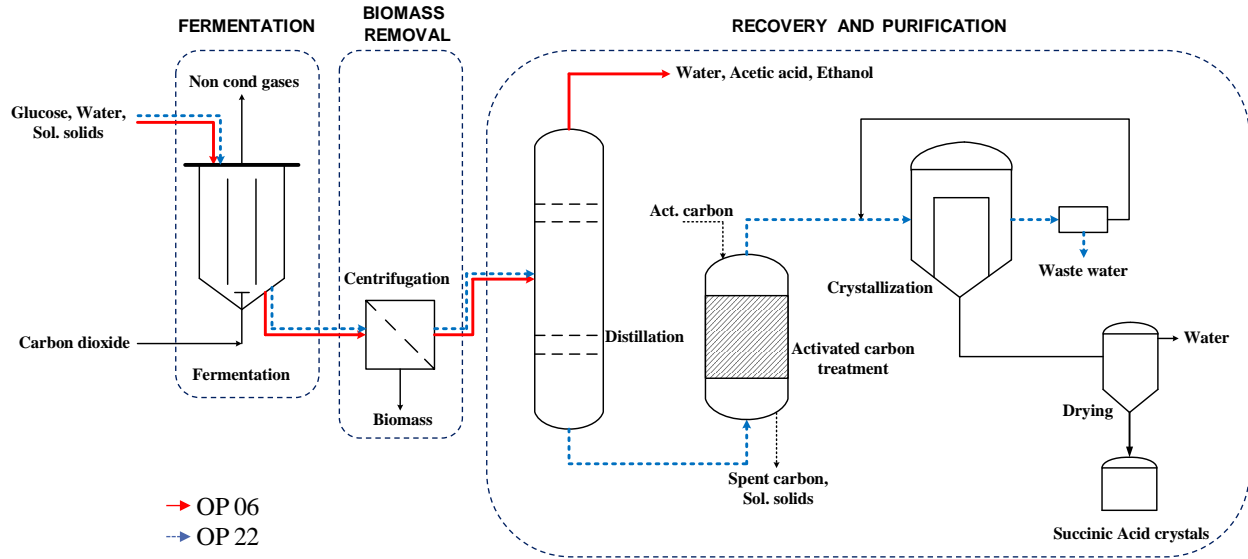 FERMENTATION
BIOMASS
REMOVAL
RECOVERY AND PURIFICATION
Non cond gases
Glucose, Water,
Sol. solids
Water, Acetic acid, Ethanol
Act. carbon
Centrifugation
Crystallization
Waste water
Carbon dioxide
Fermentation
Biomass
Distillation
Activated carbon
treatment
Water
Drying
Spent carbon,
Sol. solids
Succinic Acid crystals
OP 06
OP 22